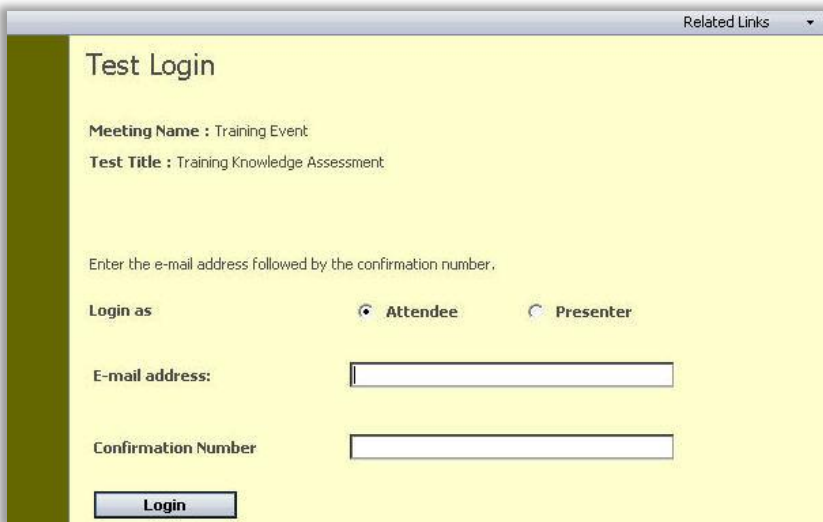 Related Links
Test Login
Meeting Name : Training Event
Test Title : Training Knowledge Assessment
Enter the e-mail address followed by the confirmation number.
Login as Attendee Presenter
E-mail address:
Confirmation Number
Login